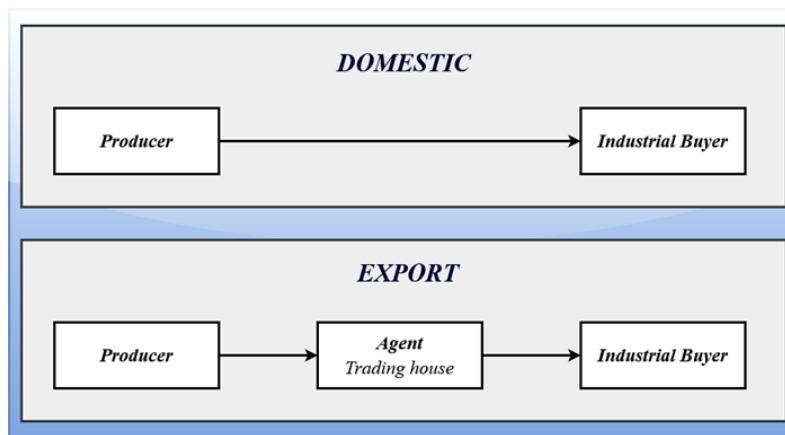 DOMESTIC
Producer
Industrial Buyer
EXPORT
Producer
Agent
Trading house
Industrial Buyer